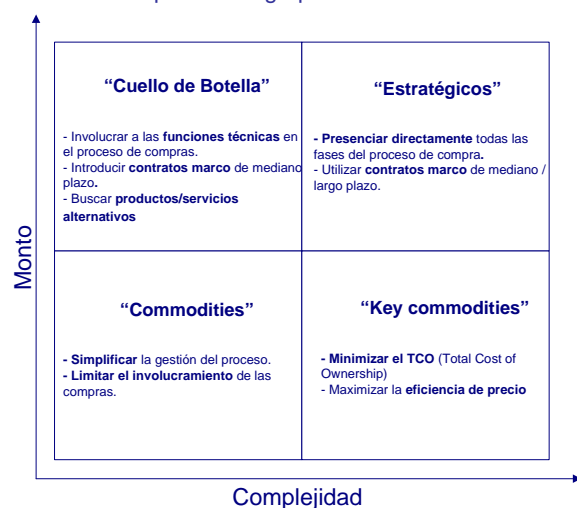 “Cuello de Botella”
- Involucrar a las funciones técnicas en
el proceso de compras.
- Introducir contratos marco de mediano
plazo.
- Buscar productos/servicios
alternativos
“Estratégicos”
- Presenciar directamente todas las
fases del proceso de compra.
- Utilizar contratos marco de mediano /
largo plazo.
Monto
“Commodities”
- Simplificar la gestión del proceso.
- Limitar el involucramiento de las
compras.
“Key commodities”
- Minimizar el TCO (Total Cost of
Ownership)
- Maximizar la eficiencia de precio
Complejidad